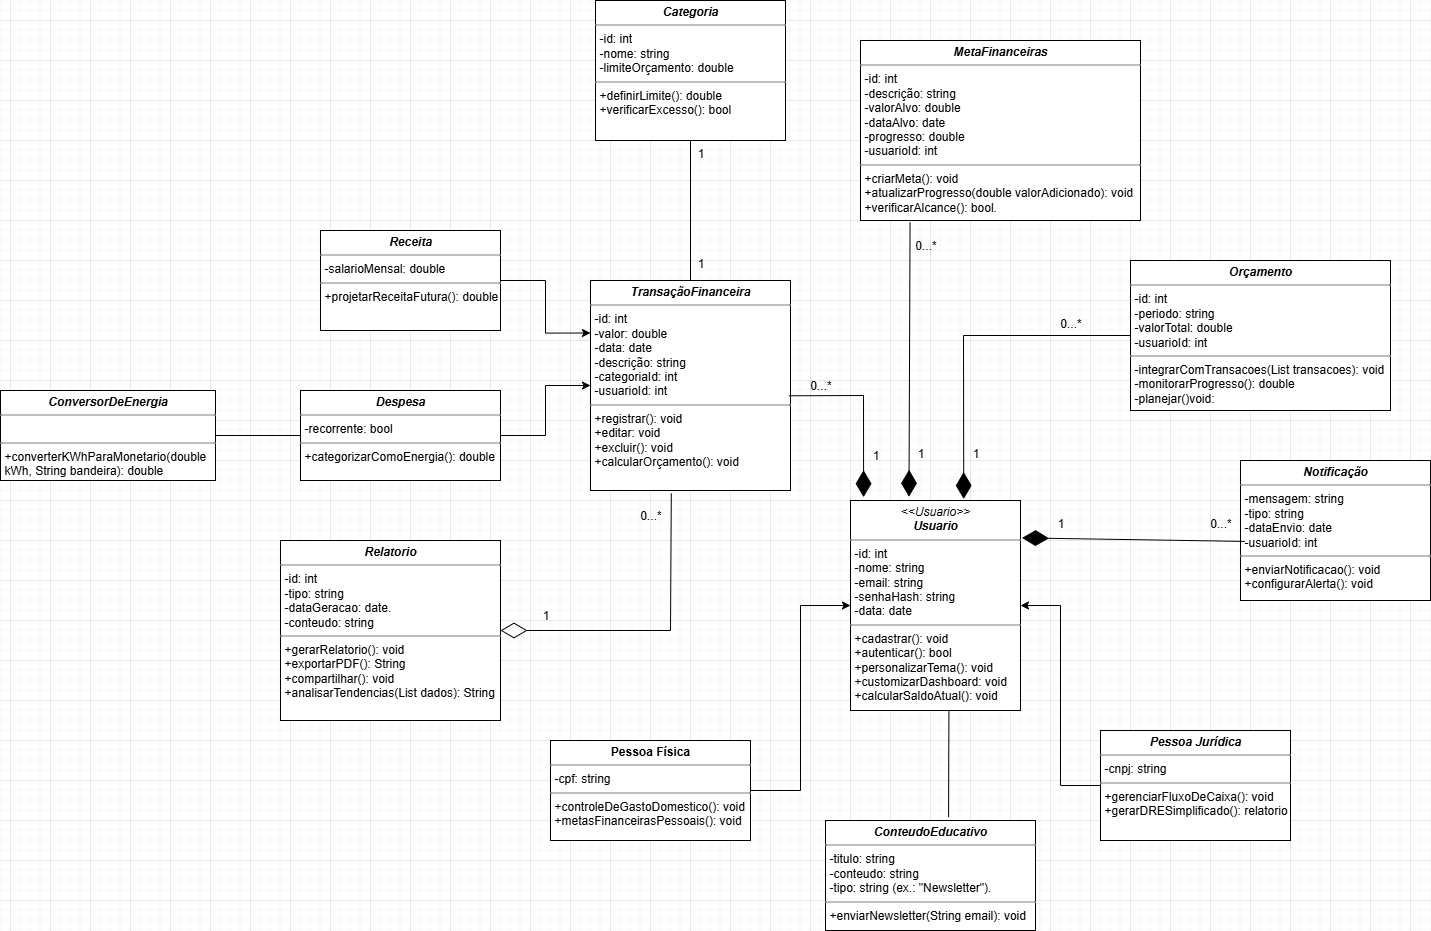 Categoria
-id: int
-nome: string
-limiteOrçamento: double
+definirLimite(): double
+verificarExcesso(): bool
1
1
MetaFinanceiras
-id: int
-descrição: string
-valorAlvo: double
-dataAlvo: date
-progresso: double
-usuarioId: int
+criarMeta(): void
+atualizarProgresso(double valorAdicionado): void
+verificarAlcance(): bool.
0...*
1
Receita
-salarioMensal: double
+projetarReceitaFutura(): double
TransaçãoFinanceira
-id: int
-valor: double
-data: date
-descrição: string
-categoriaId: int
-usuarioId: int
+registrar(): void
+editar: void
+excluir(): void
+calcularOrçamento(): void
0...*
1
0...*
Orçamento
-id: int
-periodo: string
-valorTotal: double
-usuarioId: int
-integrarComTransacoes(List transacoes): void
-monitorarProgresso(): double
-planejar()void:
0...*
1
ConversorDeEnergia
+converterKWhParaMonetario(double
kWh, String bandeira): double
Despesa
-recorrente: bool
+categorizarComoEnergia(): double
Notificação
-mensagem: string
-tipo: string
-dataEnvio: date
-usuarioId: int
+enviarNotificacao(): void
+configurarAlerta(): void
1
0...*
<<Usuario>>
Usuario
-id: int
-nome: string
-email: string
-senhaHash: string
-data: date
+cadastrar(): void
+autenticar(): bool
+personalizarTema(): void
+customizarDashboard: void
+calcularSaldoAtual(): void
Relatorio
-id: int
-tipo: string
-dataGeracao: date.
-conteudo: string
+gerarRelatorio(): void
+exportarPDF(): String
+compartilhar(): void
+analisarTendencias(List dados): String
1
Pessoa Física
-cpf: string
+controleDeGastoDomestico(): void
+metasFinanceirasPessoais(): void
Pessoa Jurídica
-cnpj: string
+gerenciarFluxoDeCaixa(): void
+gerarDRESimplificado(): relatorio
ConteudoEducativo
-titulo: string
-conteudo: string
-tipo: string (ex.: "Newsletter").
+enviarNewsletter(String email): void